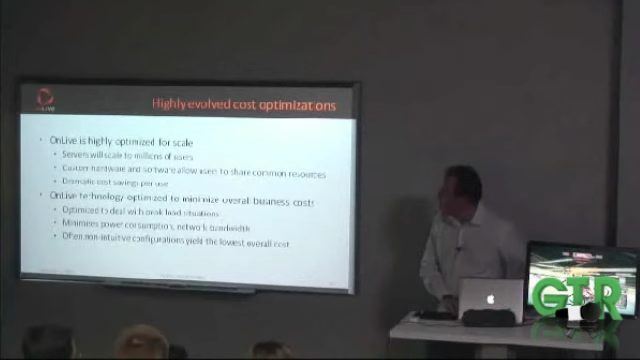 Highly evolved cost optimizations
OnLive is highly optimized for scale
Servers will scale to millions of users
Custom hardware and software allow users to share common resources
Dramatic cost savings per user
OnLive technology optimized to minimize overall business costs
Optimized to deal with peak load situations
Minimizes power consumption, network bandwidth
Often non-intuitive configurations yield the lowest overall cost
GTR